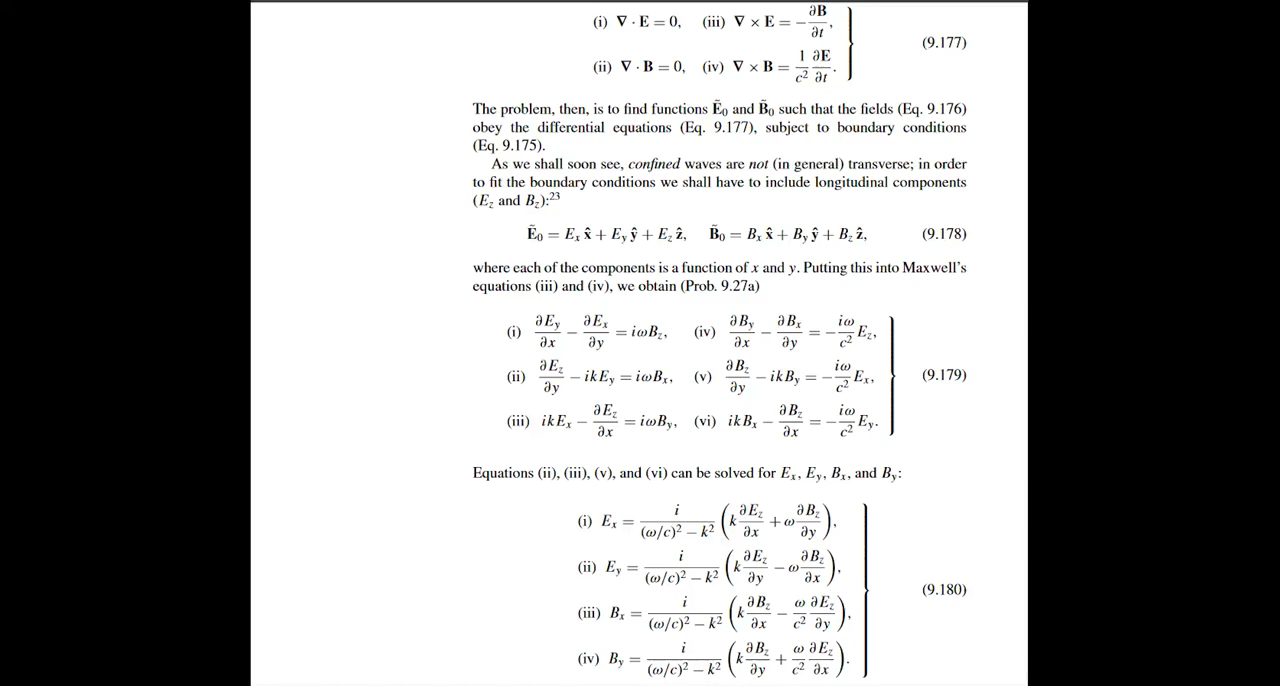 (i) ∇ · E = 0, (iii) ∇ × E = −∂B/∂t,
(ii) ∇ · B = 0, (iv) ∇ × B = 1/c² ∂E/∂t.
(9.177)
The problem, then, is to find functions Ẽ₀ and B̃₀ such that the fields (Eq. 9.176)
obey the differential equations (Eq. 9.177), subject to boundary conditions
(Eq. 9.175).
As we shall soon see, confined waves are not (in general) transverse; in order
to fit the boundary conditions we shall have to include longitudinal components
(E_z and B_z):²³
Ẽ₀ = E_x x̂ + E_y ŷ + E_z ẑ, B̃₀ = B_x x̂ + B_y ŷ + B_z ẑ, (9.178)
where each of the components is a function of x and y. Putting this into Maxwell's
equations (iii) and (iv), we obtain (Prob. 9.27a)
(i) ∂E_y/∂x − ∂E_x/∂y = iωB_z, (iv) ∂B_y/∂x − ∂B_x/∂y = −iω/c² E_z,
(ii) ∂E_z/∂y − ikE_y = iωB_x, (v) ∂B_z/∂y − ikB_y = −iω/c² E_x,
(9.179)
(iii) ikE_x − ∂E_z/∂x = iωB_y, (vi) ikB_x − ∂B_z/∂x = −iω/c² E_y.
Equations (ii), (iii), (v), and (vi) can be solved for E_x, E_y, B_x, and B_y:
(i) E_x = i/((ω/c)² − k²) (k ∂E_z/∂x + ω ∂B_z/∂y),
(ii) E_y = i/((ω/c)² − k²) (k ∂E_z/∂y − ω ∂B_z/∂x),
(9.180)
(iii) B_x = i/((ω/c)² − k²) (k ∂B_z/∂x − ω/c² ∂E_z/∂y),
(iv) B_y = i/((ω/c)² − k²) (k ∂B_z/∂y + ω/c² ∂E_z/∂x).